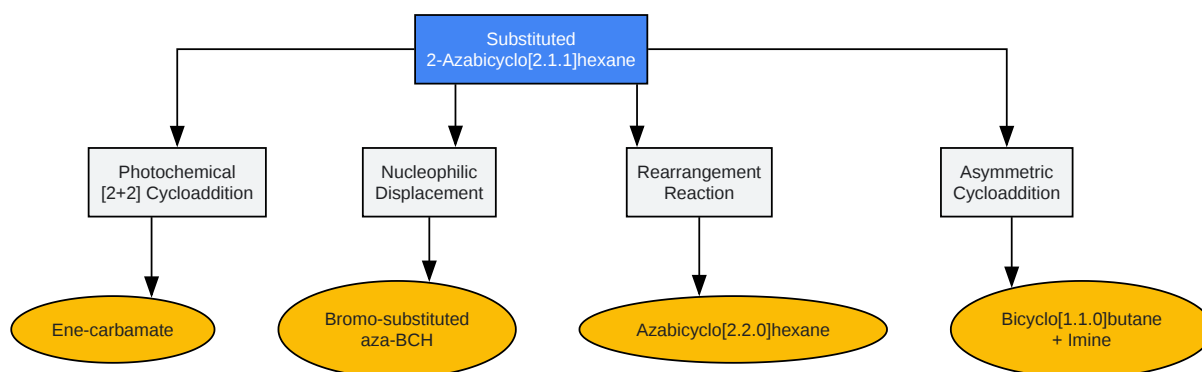 Substituted
2-Azabicyclo[2.1.1]hexane
Photochemical
[2+2] Cycloaddition
Nucleophilic
Displacement
Rearrangement
Reaction
Asymmetric
Cycloaddition
Ene-carbamate
Bromo-substituted
aza-BCH
Azabicyclo[2.2.0]hexane
Bicyclo[1.1.0]butane
+ Imine